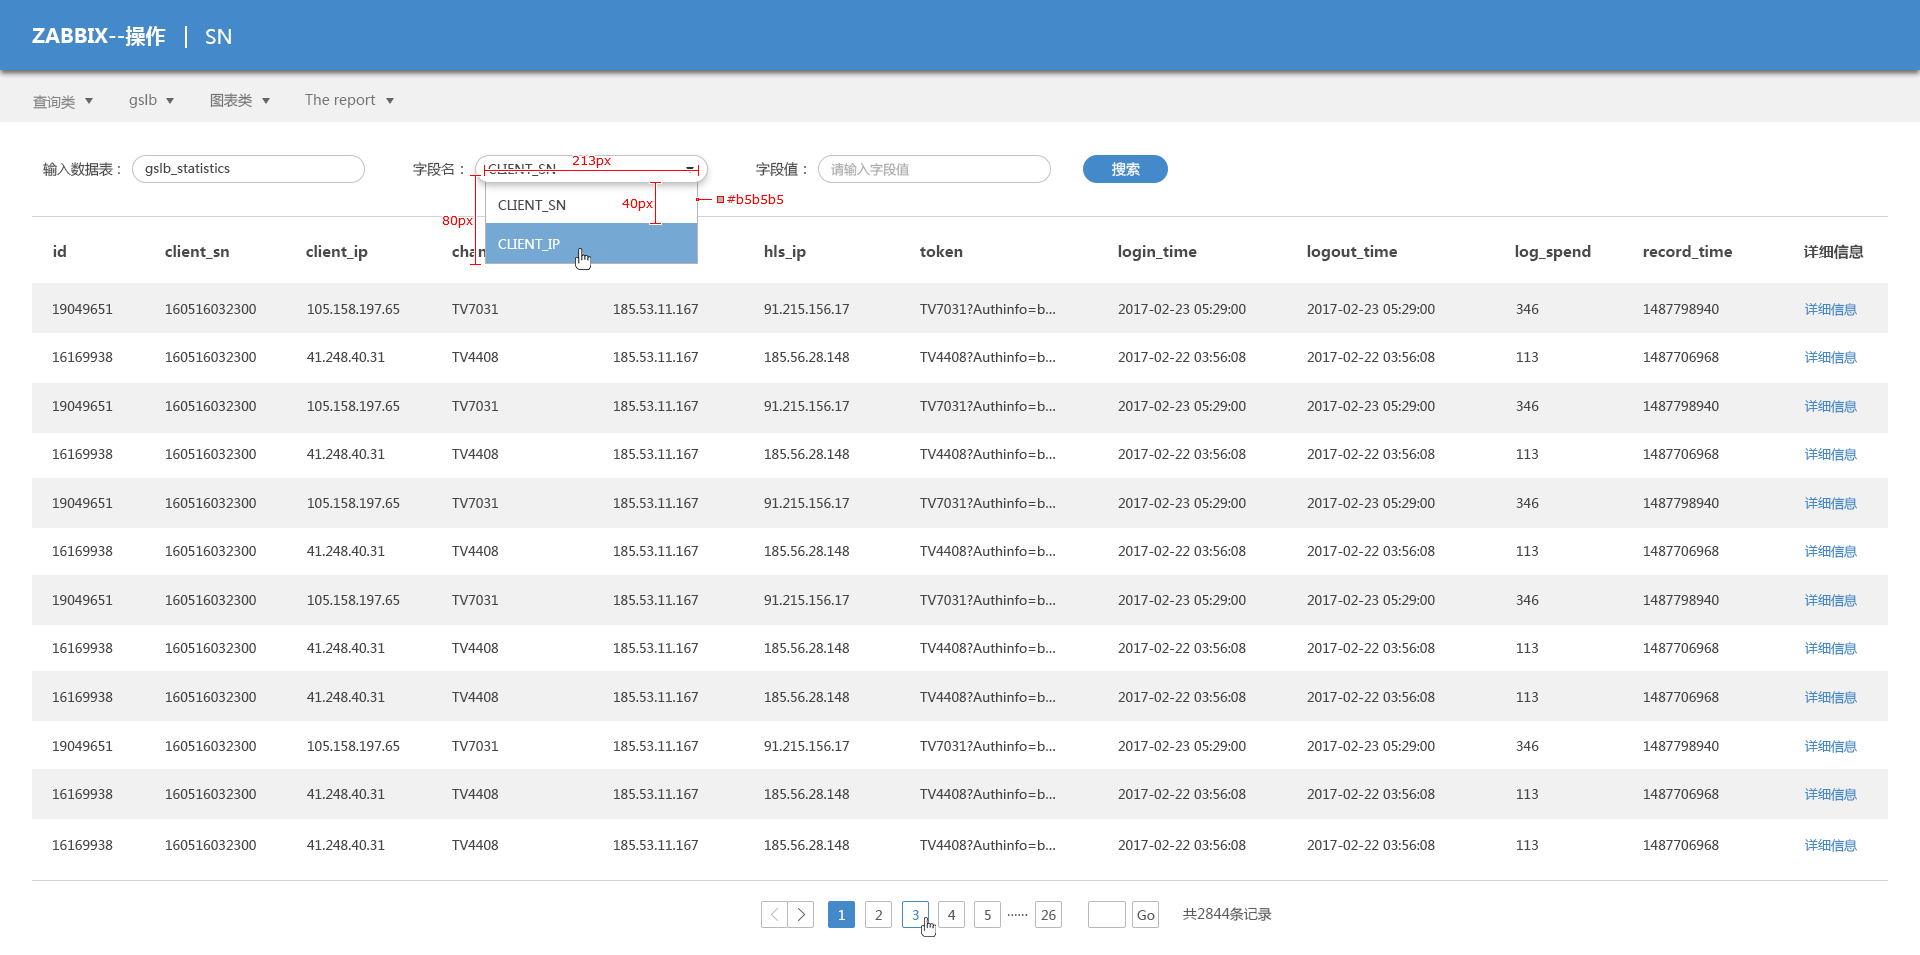 ZABBIX--操作 | SN
查询类 gslb 图表类 The report
输入数据表： gslb_statistics 字段名： CLIENT_SN 213px 字段值： 请输入字段值 搜索
CLIENT_SN 40px #b5b5b5
80px
CLIENT_IP
id client_sn client_ip chan hls_ip token login_time logout_time log_spend record_time 详细信息
19049651 160516032300 105.158.197.65 TV7031 185.53.11.167 91.215.156.17 TV7031?Authinfo=b... 2017-02-23 05:29:00 2017-02-23 05:29:00 346 1487798940 详细信息
16169938 160516032300 41.248.40.31 TV4408 185.53.11.167 185.56.28.148 TV4408?Authinfo=b... 2017-02-22 03:56:08 2017-02-22 03:56:08 113 1487706968 详细信息
19049651 160516032300 105.158.197.65 TV7031 185.53.11.167 91.215.156.17 TV7031?Authinfo=b... 2017-02-23 05:29:00 2017-02-23 05:29:00 346 1487798940 详细信息
16169938 160516032300 41.248.40.31 TV4408 185.53.11.167 185.56.28.148 TV4408?Authinfo=b... 2017-02-22 03:56:08 2017-02-22 03:56:08 113 1487706968 详细信息
19049651 160516032300 105.158.197.65 TV7031 185.53.11.167 91.215.156.17 TV7031?Authinfo=b... 2017-02-23 05:29:00 2017-02-23 05:29:00 346 1487798940 详细信息
16169938 160516032300 41.248.40.31 TV4408 185.53.11.167 185.56.28.148 TV4408?Authinfo=b... 2017-02-22 03:56:08 2017-02-22 03:56:08 113 1487706968 详细信息
19049651 160516032300 105.158.197.65 TV7031 185.53.11.167 91.215.156.17 TV7031?Authinfo=b... 2017-02-23 05:29:00 2017-02-23 05:29:00 346 1487798940 详细信息
16169938 160516032300 41.248.40.31 TV4408 185.53.11.167 185.56.28.148 TV4408?Authinfo=b... 2017-02-22 03:56:08 2017-02-22 03:56:08 113 1487706968 详细信息
16169938 160516032300 41.248.40.31 TV4408 185.53.11.167 185.56.28.148 TV4408?Authinfo=b... 2017-02-22 03:56:08 2017-02-22 03:56:08 113 1487706968 详细信息
19049651 160516032300 105.158.197.65 TV7031 185.53.11.167 91.215.156.17 TV7031?Authinfo=b... 2017-02-23 05:29:00 2017-02-23 05:29:00 346 1487798940 详细信息
16169938 160516032300 41.248.40.31 TV4408 185.53.11.167 185.56.28.148 TV4408?Authinfo=b... 2017-02-22 03:56:08 2017-02-22 03:56:08 113 1487706968 详细信息
16169938 160516032300 41.248.40.31 TV4408 185.53.11.167 185.56.28.148 TV4408?Authinfo=b... 2017-02-22 03:56:08 2017-02-22 03:56:08 113 1487706968 详细信息
< > 1 2 3 4 5 ...... 26 Go 共2844条记录